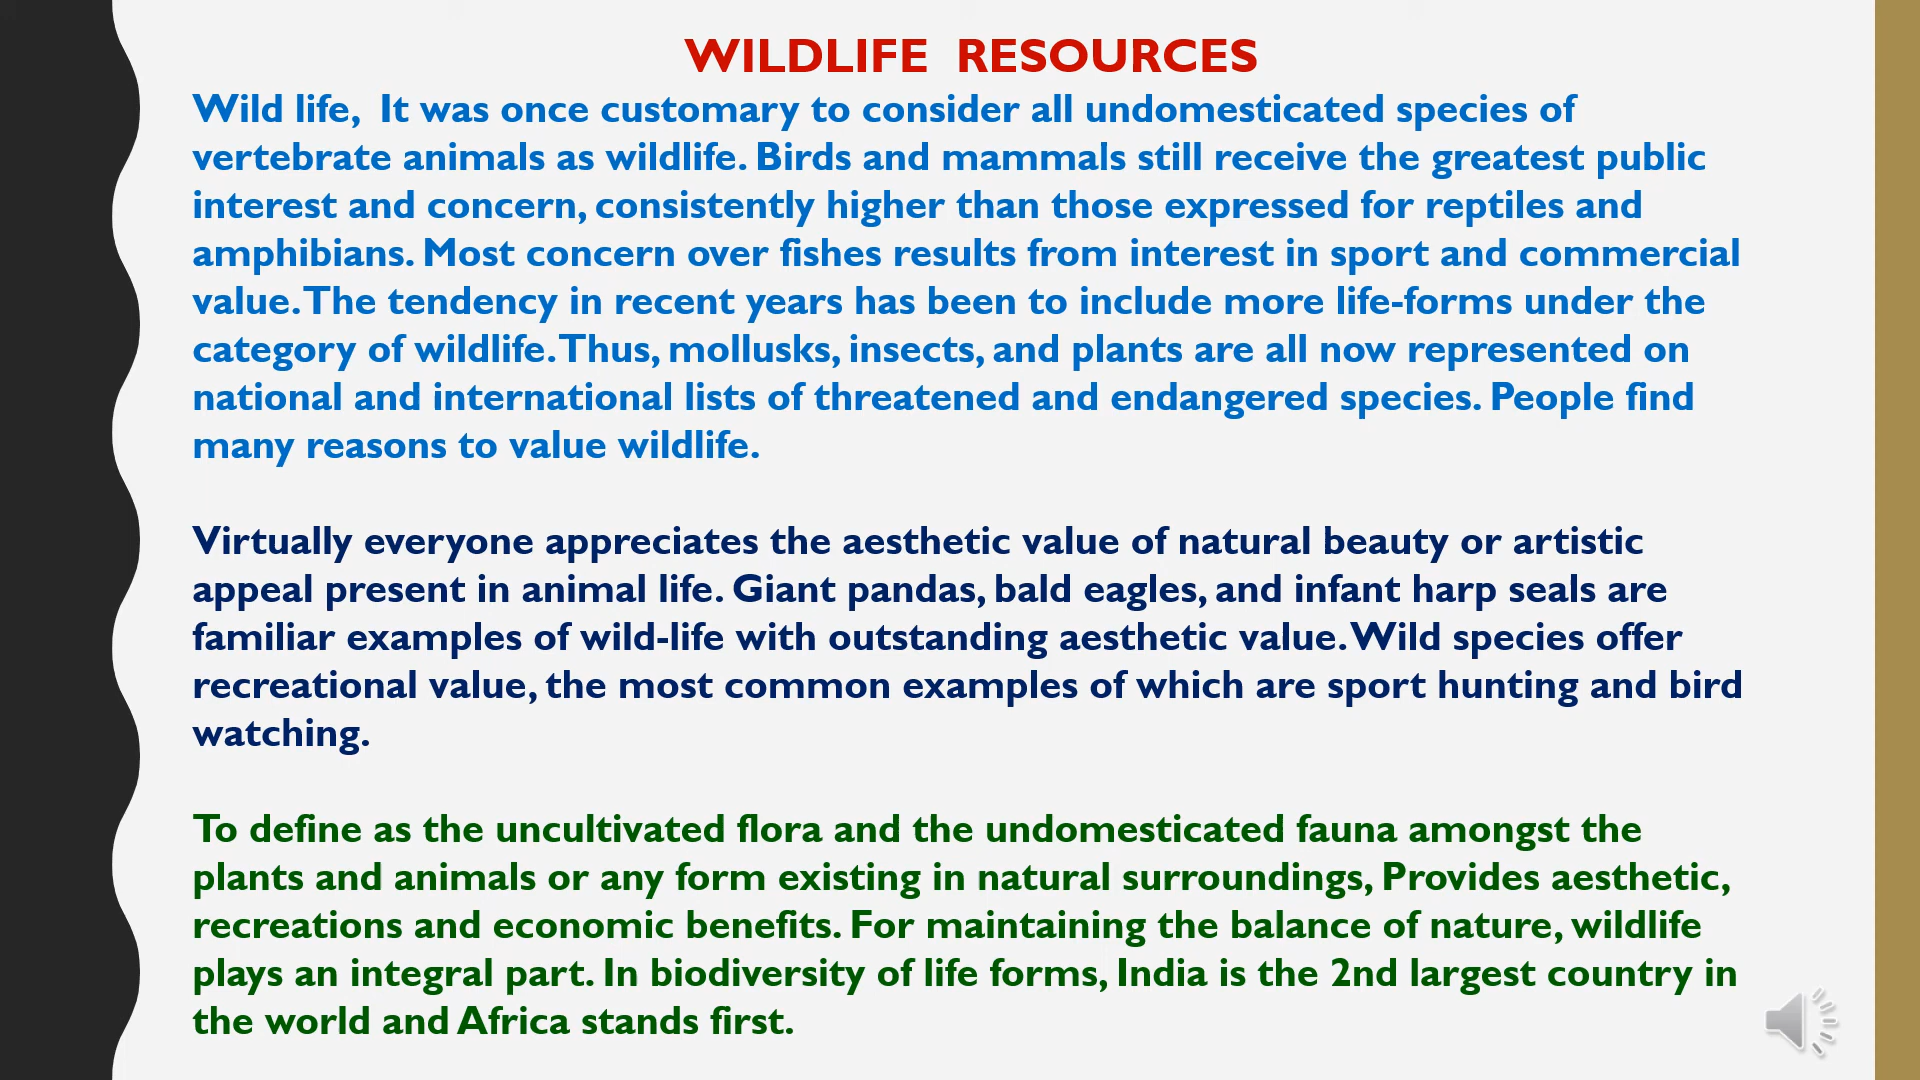 WILDLIFE RESOURCES
Wild life, It was once customary to consider all undomesticated species of
vertebrate animals as wildlife. Birds and mammals still receive the greatest public
interest and concern, consistently higher than those expressed for reptiles and
amphibians. Most concern over fishes results from interest in sport and commercial
value. The tendency in recent years has been to include more life-forms under the
category of wildlife. Thus, mollusks, insects, and plants are all now represented on
national and international lists of threatened and endangered species. People find
many reasons to value wildlife.
Virtually everyone appreciates the aesthetic value of natural beauty or artistic
appeal present in animal life. Giant pandas, bald eagles, and infant harp seals are
familiar examples of wild-life with outstanding aesthetic value. Wild species offer
recreational value, the most common examples of which are sport hunting and bird
watching.
To define as the uncultivated flora and the undomesticated fauna amongst the
plants and animals or any form existing in natural surroundings, Provides aesthetic,
recreations and economic benefits. For maintaining the balance of nature, wildlife
plays an integral part. In biodiversity of life forms, India is the 2nd largest country in
the world and Africa stands first.